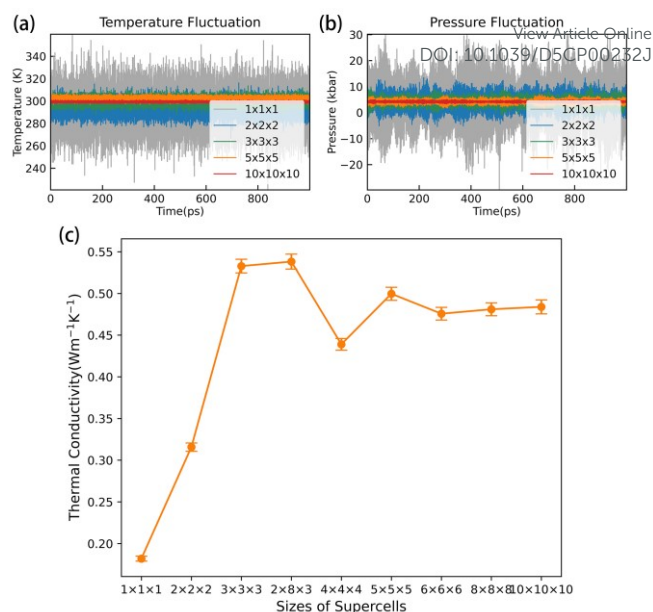 (a)
Temperature Fluctuation
Temperature (K)
360
340
320
300
280
260
240
1x1x1
2x2x2
3x3x3
5x5x5
10x10x10
0
200
400
600
800
Time(ps)
(b)
Pressure Fluctuation
View Article Online
DOI: 10.1039/D5CP00232J
Pressure (kbar)
30
20
10
0
−10
−20
1x1x1
2x2x2
3x3x3
5x5x5
10x10x10
0
200
400
600
800
Time(ps)
(c)
Thermal Conductivity(Wm⁻¹K⁻¹)
0.55
0.50
0.45
0.40
0.35
0.30
0.25
0.20
1×1×1
2×2×2
3×3×3
2×8×3
4×4×4
5×5×5
6×6×6
8×8×8
10×10×10
Sizes of Supercells